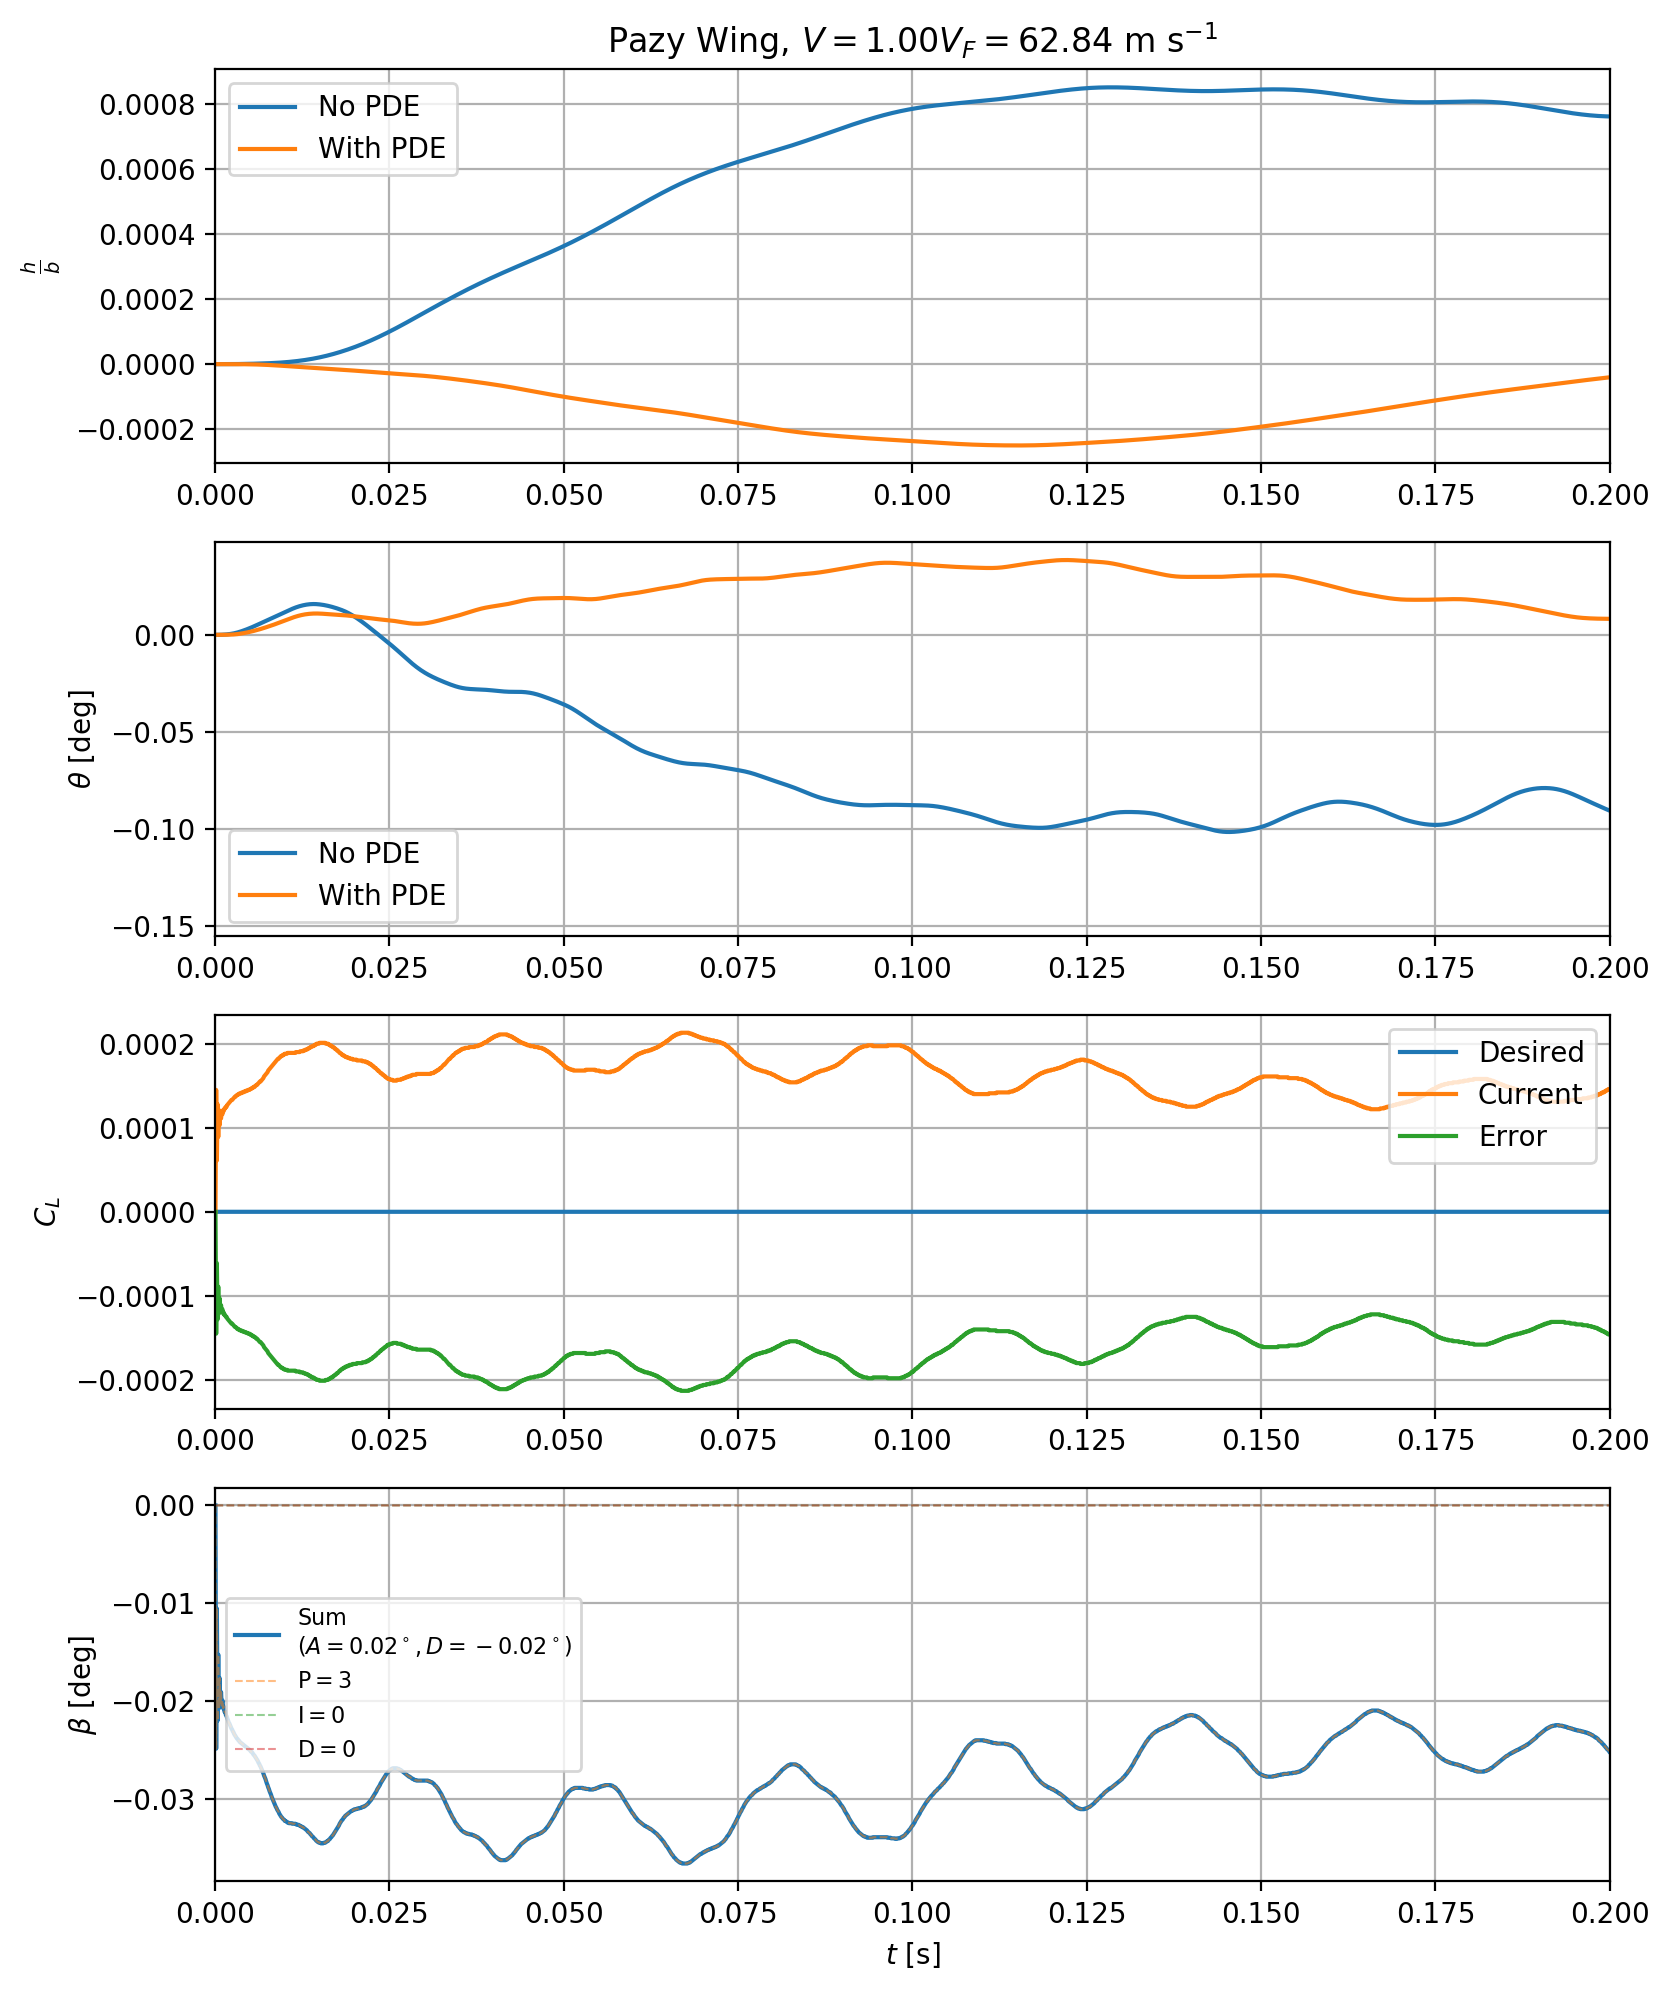 Pazy Wing, V = 1.00V_F = 62.84 m s⁻¹
No PDE
With PDE
h/b
0.0008
0.0006
0.0004
0.0002
0.0000
−0.0002
0.000 0.025 0.050 0.075 0.100 0.125 0.150 0.175 0.200
θ [deg]
0.00
−0.05
−0.10
−0.15
No PDE
With PDE
0.000 0.025 0.050 0.075 0.100 0.125 0.150 0.175 0.200
C_L
0.0002
0.0001
0.0000
−0.0001
−0.0002
Desired
Current
Error
0.000 0.025 0.050 0.075 0.100 0.125 0.150 0.175 0.200
β [deg]
0.00
−0.01
−0.02
−0.03
Sum
(A = 0.02°, D = −0.02°)
P = 3
I = 0
D = 0
0.000 0.025 0.050 0.075 0.100 0.125 0.150 0.175 0.200
t [s]